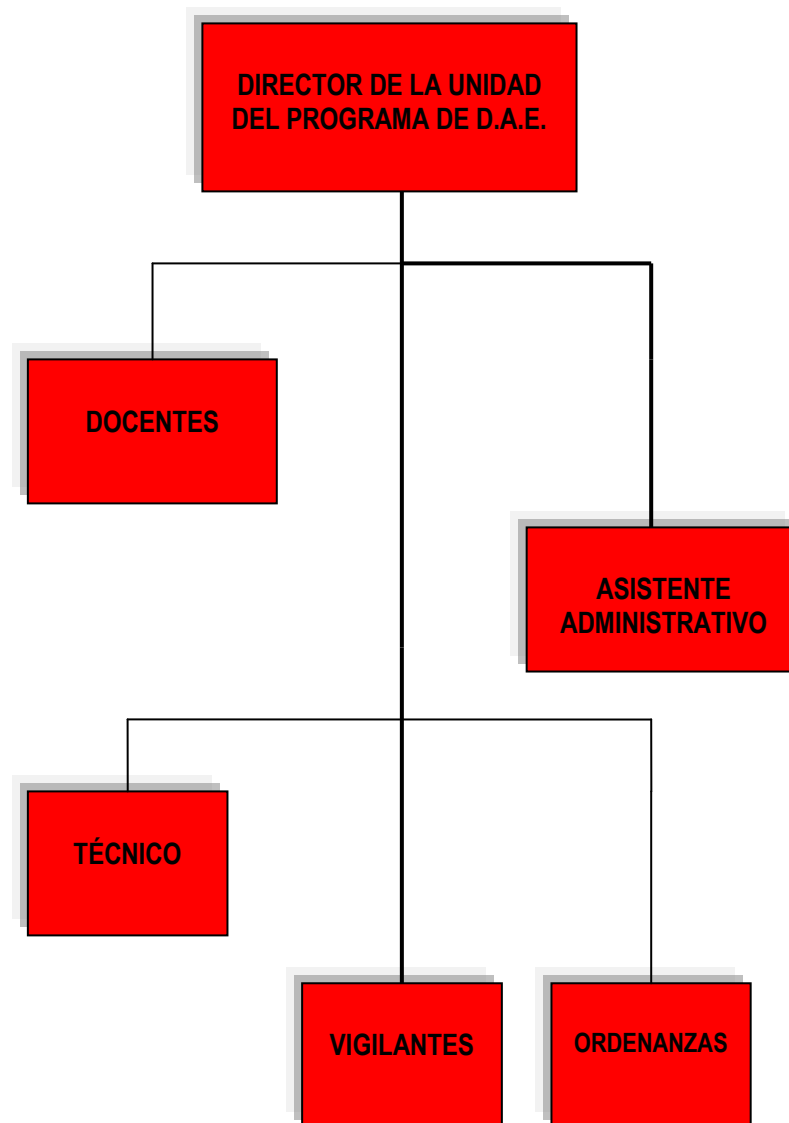 DIRECTOR DE LA UNIDAD
DEL PROGRAMA DE D.A.E.
DOCENTES
ASISTENTE
ADMINISTRATIVO
TÉCNICO
VIGILANTES
ORDENANZAS